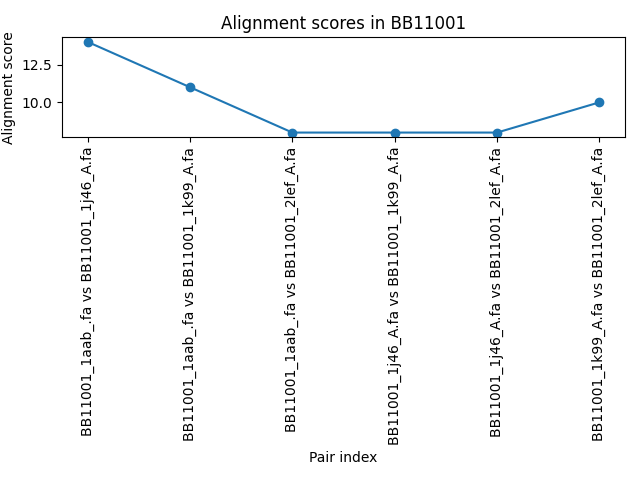 Alignment scores in BB11001
Alignment score
12.5
10.0
BB11001_1aab_.fa vs BB11001_1j46_A.fa
BB11001_1aab_.fa vs BB11001_1k99_A.fa
BB11001_1aab_.fa vs BB11001_2lef_A.fa
BB11001_1j46_A.fa vs BB11001_1k99_A.fa
BB11001_1j46_A.fa vs BB11001_2lef_A.fa
BB11001_1k99_A.fa vs BB11001_2lef_A.fa
Pair index